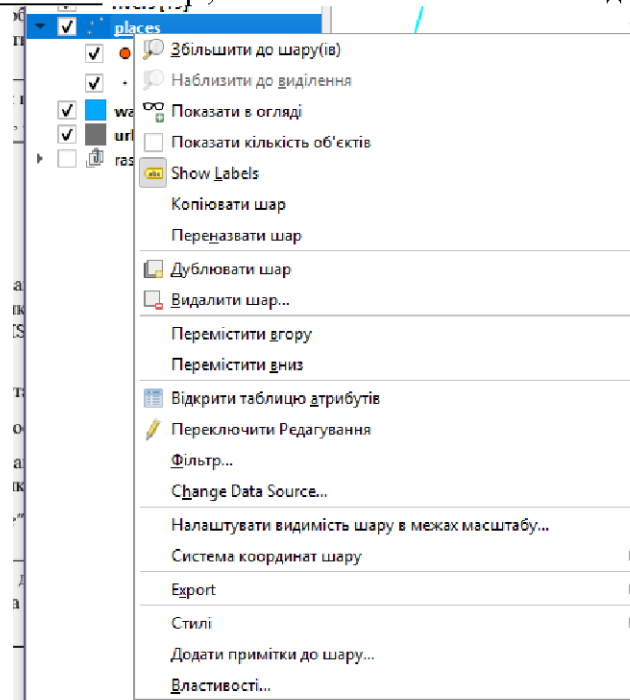 places
Збільшити до шару(ів)
Наблизити до виділення
Показати в огляді
Показати кількість об'єктів
Show Labels
Копіювати шар
Переназвати шар
Дублювати шар
Видалити шар...
Перемістити вгору
Перемістити вниз
Відкрити таблицю атрибутів
Переключити Редагування
Фільтр...
Change Data Source...
Налаштувати видимість шару в межах масштабу...
Система координат шару
Export
Стилі
Додати примітки до шару...
Властивості...